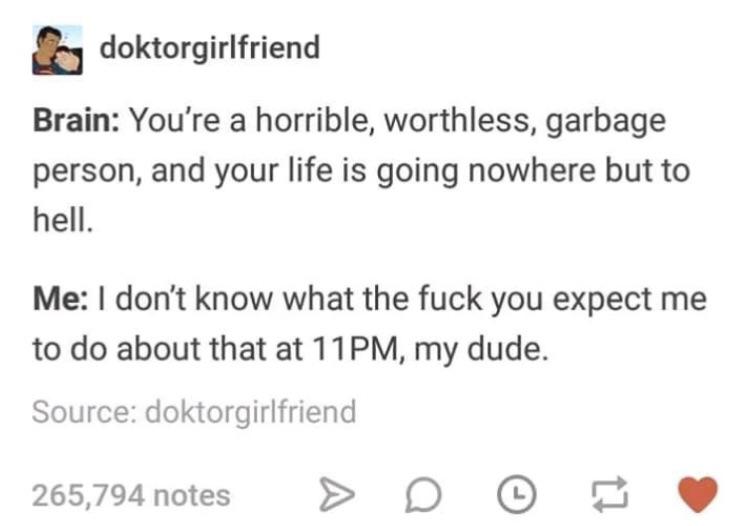 doktorgirlfriend
Brain: You're a horrible, worthless, garbage
person, and your life is going nowhere but to
hell.
Me: I don't know what the fuck you expect me
to do about that at 11PM, my dude.
Source: doktorgirlfriend
265,794 notes